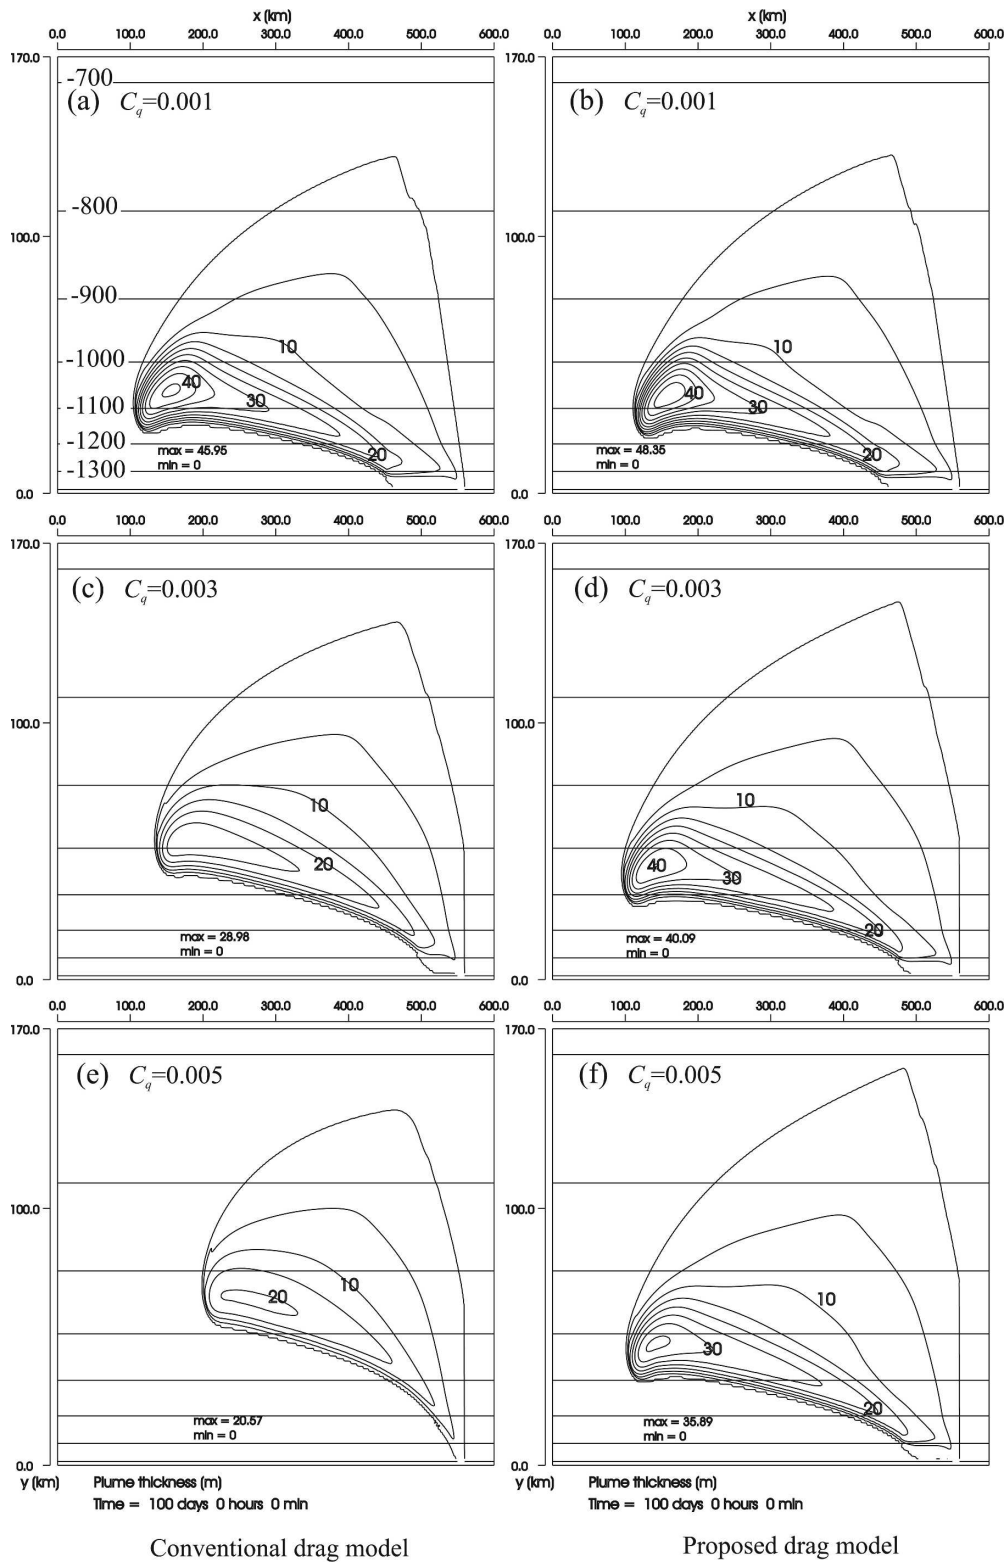 x (km)
x (km)
0.0 100.0 200.0 300.0 400.0 500.0 600.0
0.0 100.0 200.0 300.0 400.0 500.0 600.0
170.0
170.0
-700
(a) C_q=0.001
(b) C_q=0.001
-800
100.0
100.0
-900
10
10
-1000
40
40
30
30
-1100
-1200
20
20
max = 45.95
min = 0
max = 48.35
min = 0
-1300
0.0
0.0
0.0 100.0 200.0 300.0 400.0 500.0 600.0
0.0 100.0 200.0 300.0 400.0 500.0 600.0
170.0
170.0
(c) C_q=0.003
(d) C_q=0.003
100.0
100.0
10
10
20
40
30
20
max = 28.98
min = 0
max = 40.09
min = 0
0.0
0.0
0.0 100.0 200.0 300.0 400.0 500.0 600.0
0.0 100.0 200.0 300.0 400.0 500.0 600.0
170.0
170.0
(e) C_q=0.005
(f) C_q=0.005
100.0
100.0
10
10
20
30
20
max = 20.57
min = 0
max = 35.89
min = 0
0.0
0.0
y (km)
Plume thickness (m)
Time = 100 days 0 hours 0 min
y (km)
Plume thickness (m)
Time = 100 days 0 hours 0 min
Conventional drag model
Proposed drag model